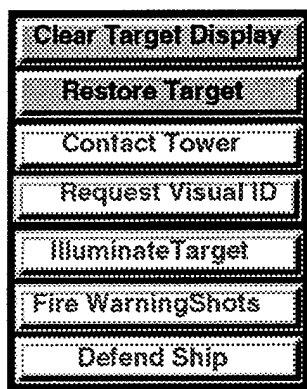 Clear Target Display
Restore Target
Contact Tower
Request Visual ID
IlluminateTarget
Fire WarningShots
Defend Ship